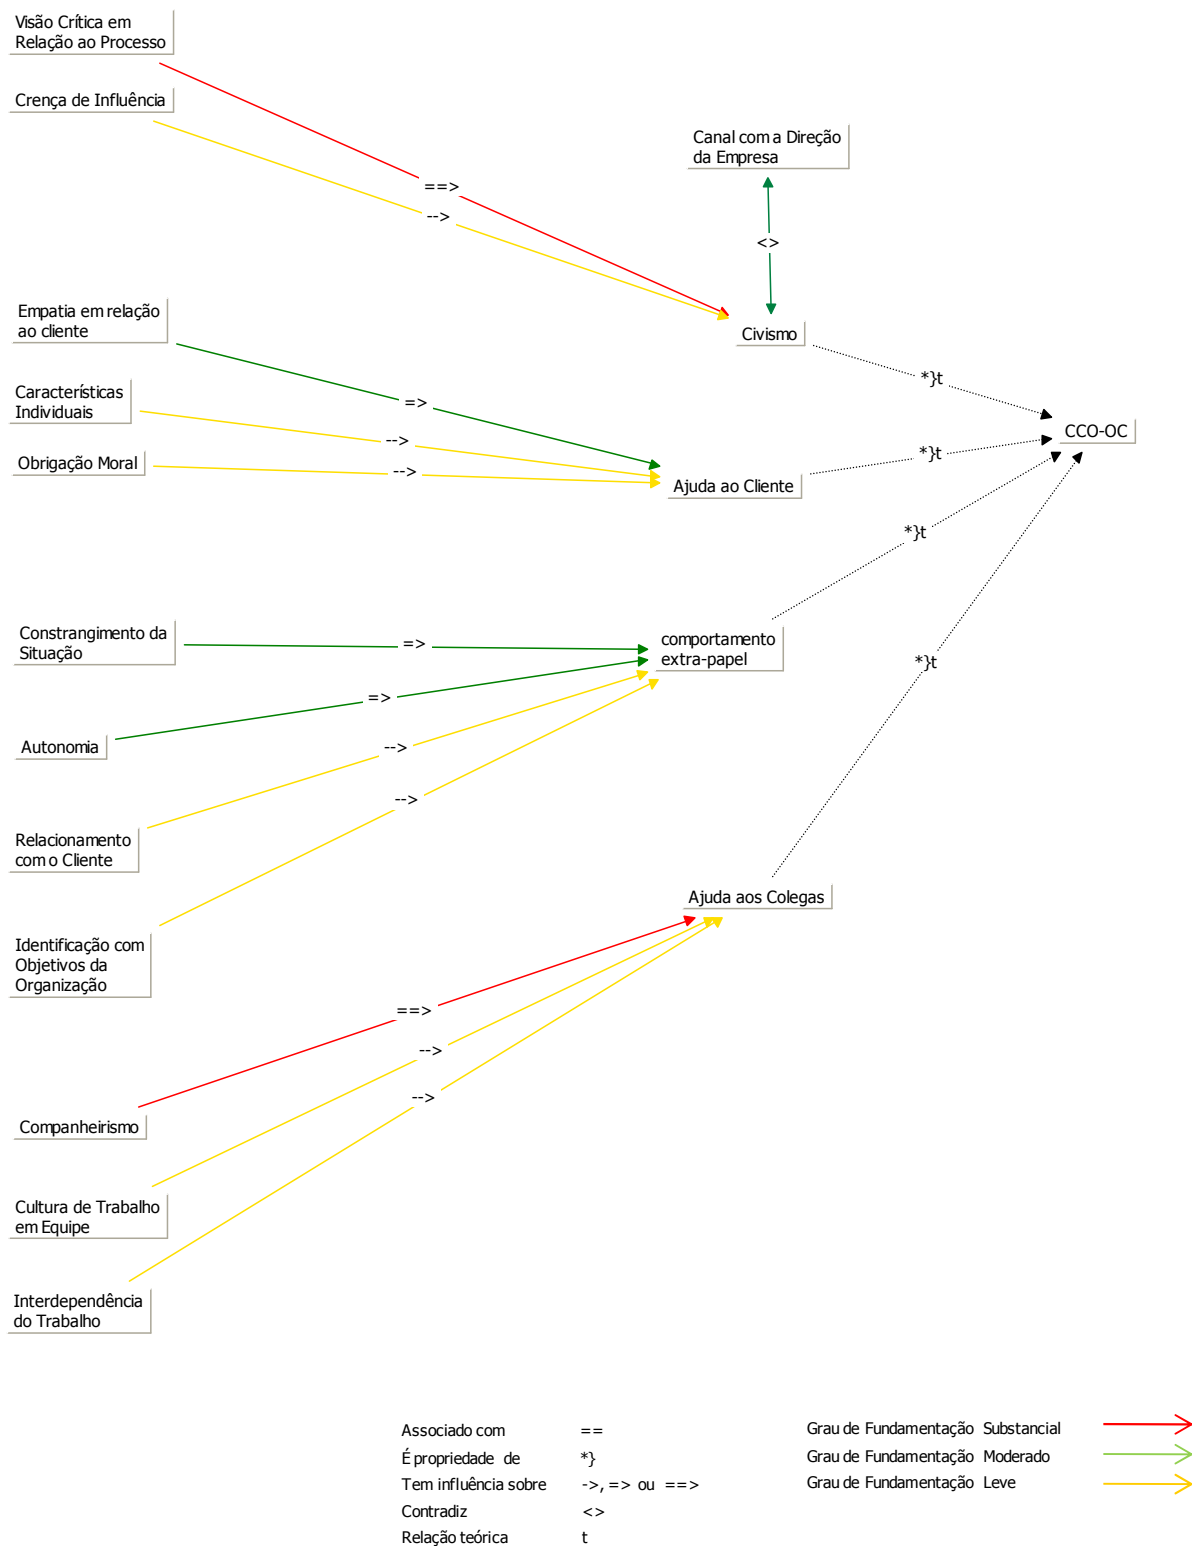 Visão Crítica em
Relação ao Processo
Crença de Influência
Canal com a Direção
da Empresa
==>
-->
<>
Empatia em relação
ao cliente
Civismo
*}t
Características
Individuais
=>
CCO-OC
-->
Obrigação Moral
-->
*}t
Ajuda ao Cliente
*}t
Constrangimento da
Situação
=>
comportamento
extra-papel
*}t
=>
Autonomia
-->
-->
Relacionamento
com o Cliente
Ajuda aos Colegas
Identificação com
Objetivos da
Organização
==>
-->
-->
Companheirismo
Cultura de Trabalho
em Equipe
Interdependência
do Trabalho
Associado com ==
É propriedade de *}
Tem influência sobre ->, => ou ==>
Contradiz <>
Relação teórica t
Grau de Fundamentação Substancial
Grau de Fundamentação Moderado
Grau de Fundamentação Leve